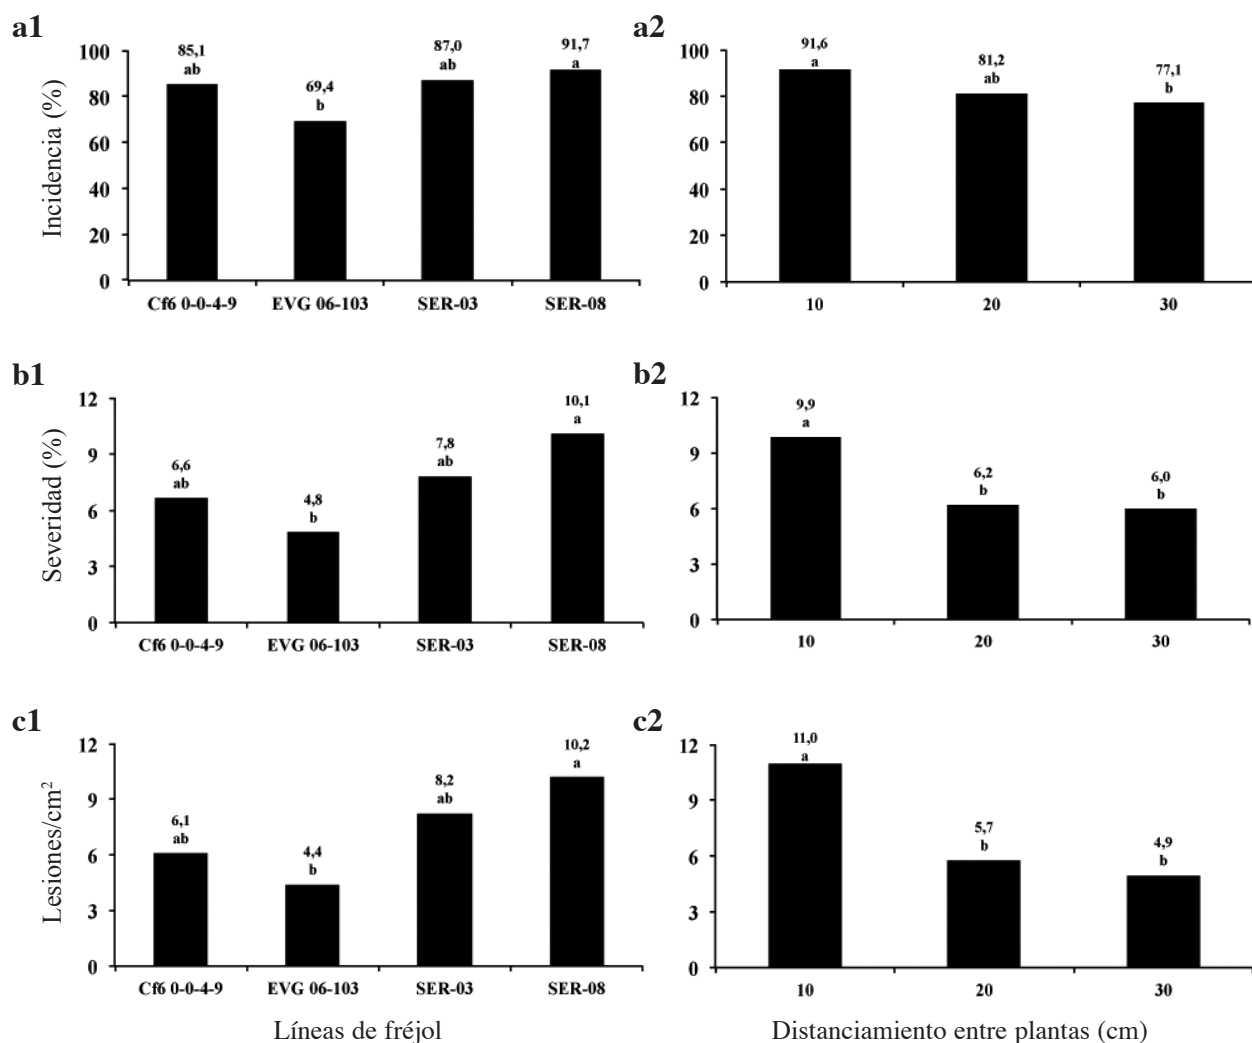 a1
Incidencia (%)
100
80
60
40
20
0
85,1
ab
69,4
b
87,0
ab
91,7
a
Cf6 0-0-4-9 EVG 06-103 SER-03 SER-08
a2
100
80
60
40
20
0
91,6
a
81,2
ab
77,1
b
10 20 30
b1
Severidad (%)
12
9
6
3
0
6,6
ab
4,8
b
7,8
ab
10,1
a
Cf6 0-0-4-9 EVG 06-103 SER-03 SER-08
b2
12
9
6
3
0
9,9
a
6,2
b
6,0
b
10 20 30
c1
Lesiones/cm²
12
9
6
3
0
6,1
ab
4,4
b
8,2
ab
10,2
a
Cf6 0-0-4-9 EVG 06-103 SER-03 SER-08
Líneas de fréjol
c2
12
9
6
3
0
11,0
a
5,7
b
4,9
b
10 20 30
Distanciamiento entre plantas (cm)